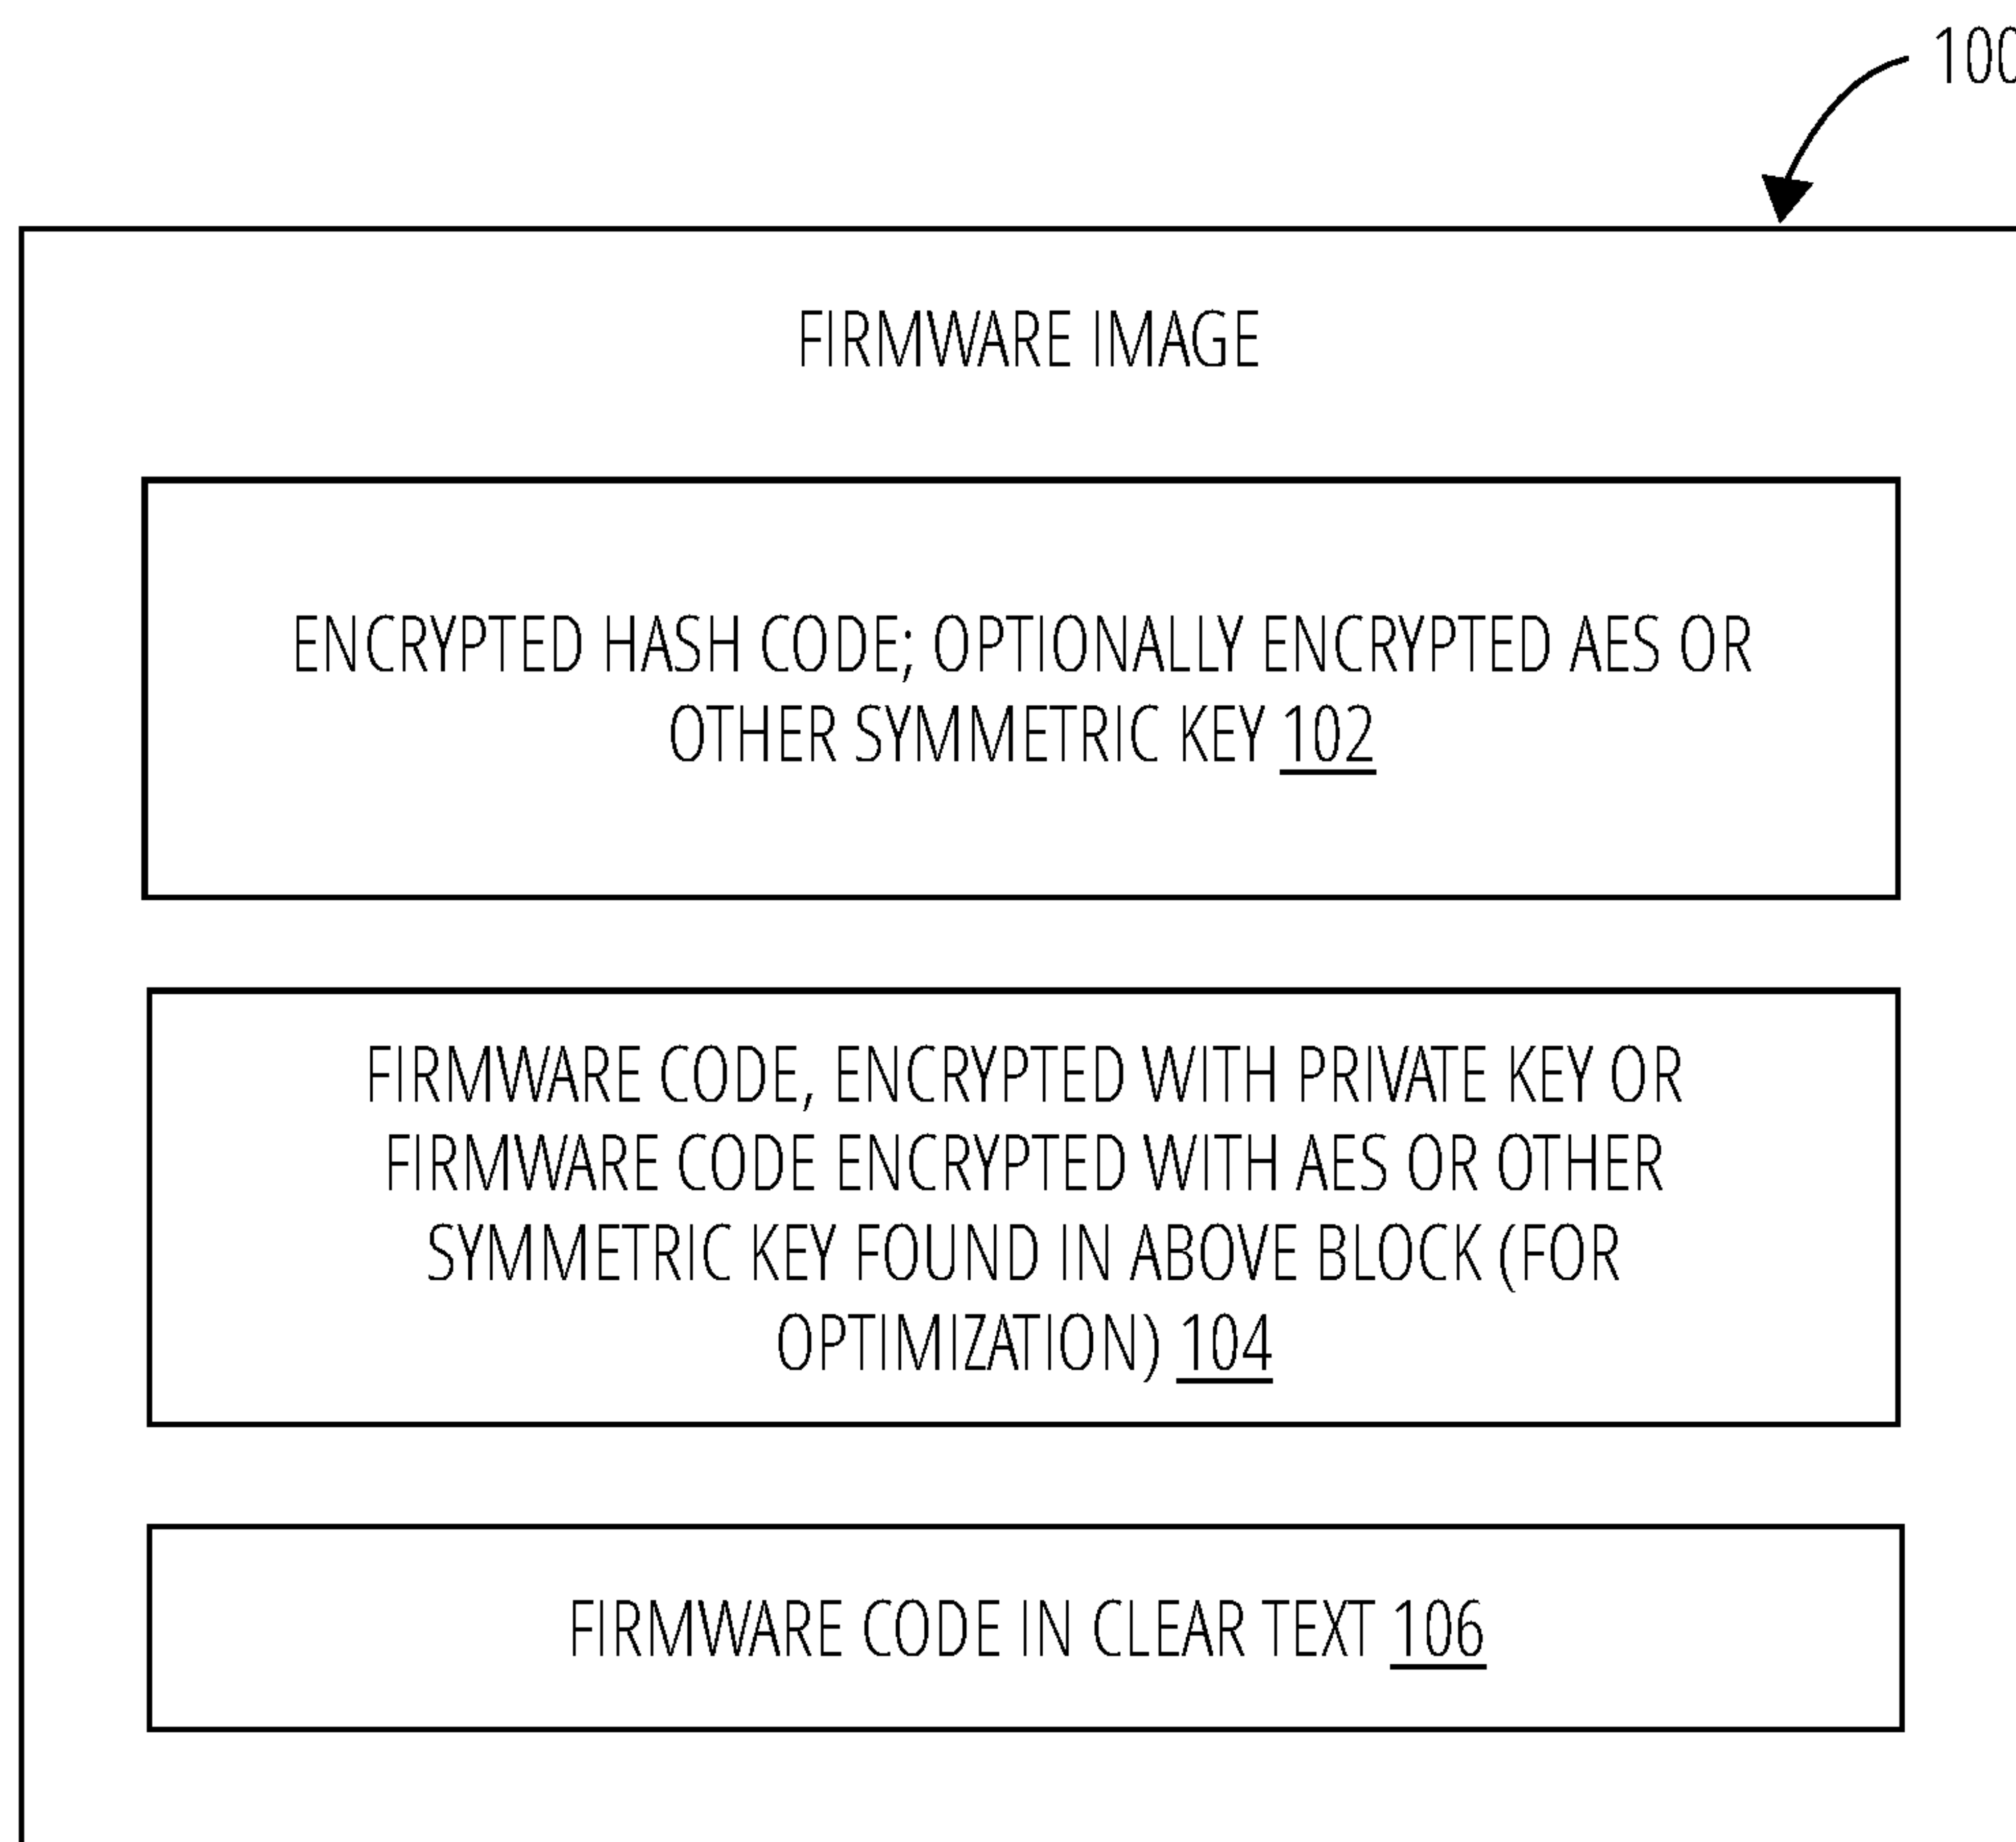 100
FIRMWARE IMAGE
ENCRYPTED HASH CODE; OPTIONALLY ENCRYPTED AES OR
OTHER SYMMETRIC KEY 102
FIRMWARE CODE, ENCRYPTED WITH PRIVATE KEY OR
FIRMWARE CODE ENCRYPTED WITH AES OR OTHER
SYMMETRIC KEY FOUND IN ABOVE BLOCK (FOR
OPTIMIZATION) 104
FIRMWARE CODE IN CLEAR TEXT 106